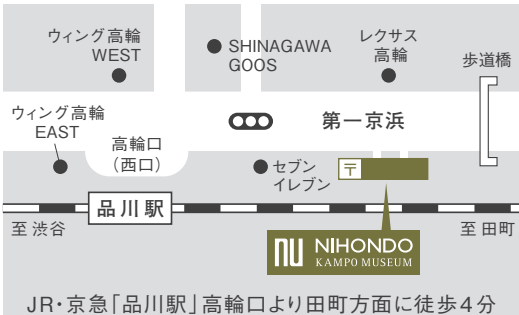 ウィング高輪
WEST
SHINAGAWA
GOOS
レクサス
高輪
歩道橋
ウィング高輪
EAST
高輪口
(西口)
第一京浜
セブン
イレブン
〒
品川駅
至 渋谷
至 田町
nu NIHONDO
KAMPO MUSEUM
JR・京急「品川駅」高輪口より田町方面に徒歩4分